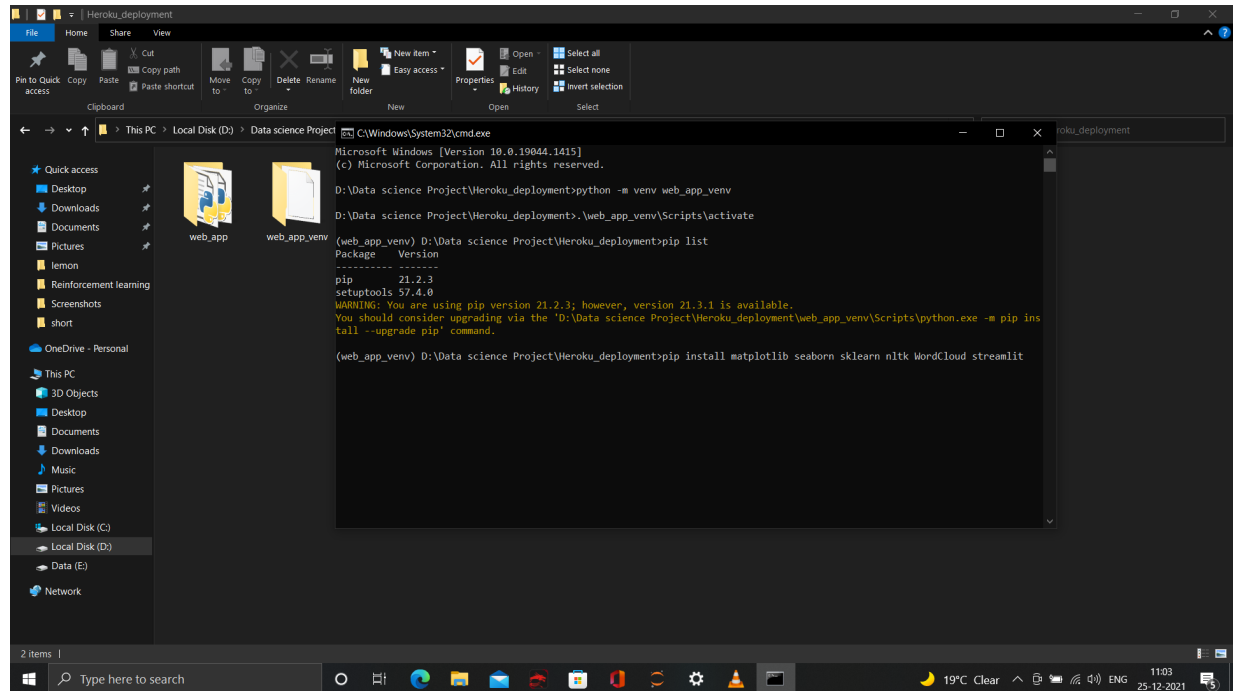 Heroku_deployment
File Home Share View
Pin to Quick access
Copy
Paste
Cut
Copy path
Paste shortcut
Clipboard
Move to
Copy to
Delete
Rename
Organize
New folder
New item
Easy access
New
Properties
Open
Edit
History
Open
Select all
Select none
Invert selection
Select
This PC > Local Disk (D:) > Data science Project
roku_deployment
Quick access
Desktop
Downloads
Documents
Pictures
lemon
Reinforcement learning
Screenshots
short
OneDrive - Personal
This PC
3D Objects
Desktop
Documents
Downloads
Music
Pictures
Videos
Local Disk (C:)
Local Disk (D:)
Data (E:)
Network
web_app
web_app_venv
C:\Windows\System32\cmd.exe
Microsoft Windows [Version 10.0.19044.1415]
(c) Microsoft Corporation. All rights reserved.
D:\Data science Project\Heroku_deployment>python -m venv web_app_venv
D:\Data science Project\Heroku_deployment>.\web_app_venv\Scripts\activate
(web_app_venv) D:\Data science Project\Heroku_deployment>pip list
Package    Version
---------- -------
pip        21.2.3
setuptools 57.4.0
WARNING: You are using pip version 21.2.3; however, version 21.3.1 is available.
You should consider upgrading via the 'D:\Data science Project\Heroku_deployment\web_app_venv\Scripts\python.exe -m pip ins
tall --upgrade pip' command.
(web_app_venv) D:\Data science Project\Heroku_deployment>pip install matplotlib seaborn sklearn nltk WordCloud streamlit
2 items
Type here to search
19°C Clear
ENG
11:03
25-12-2021
5